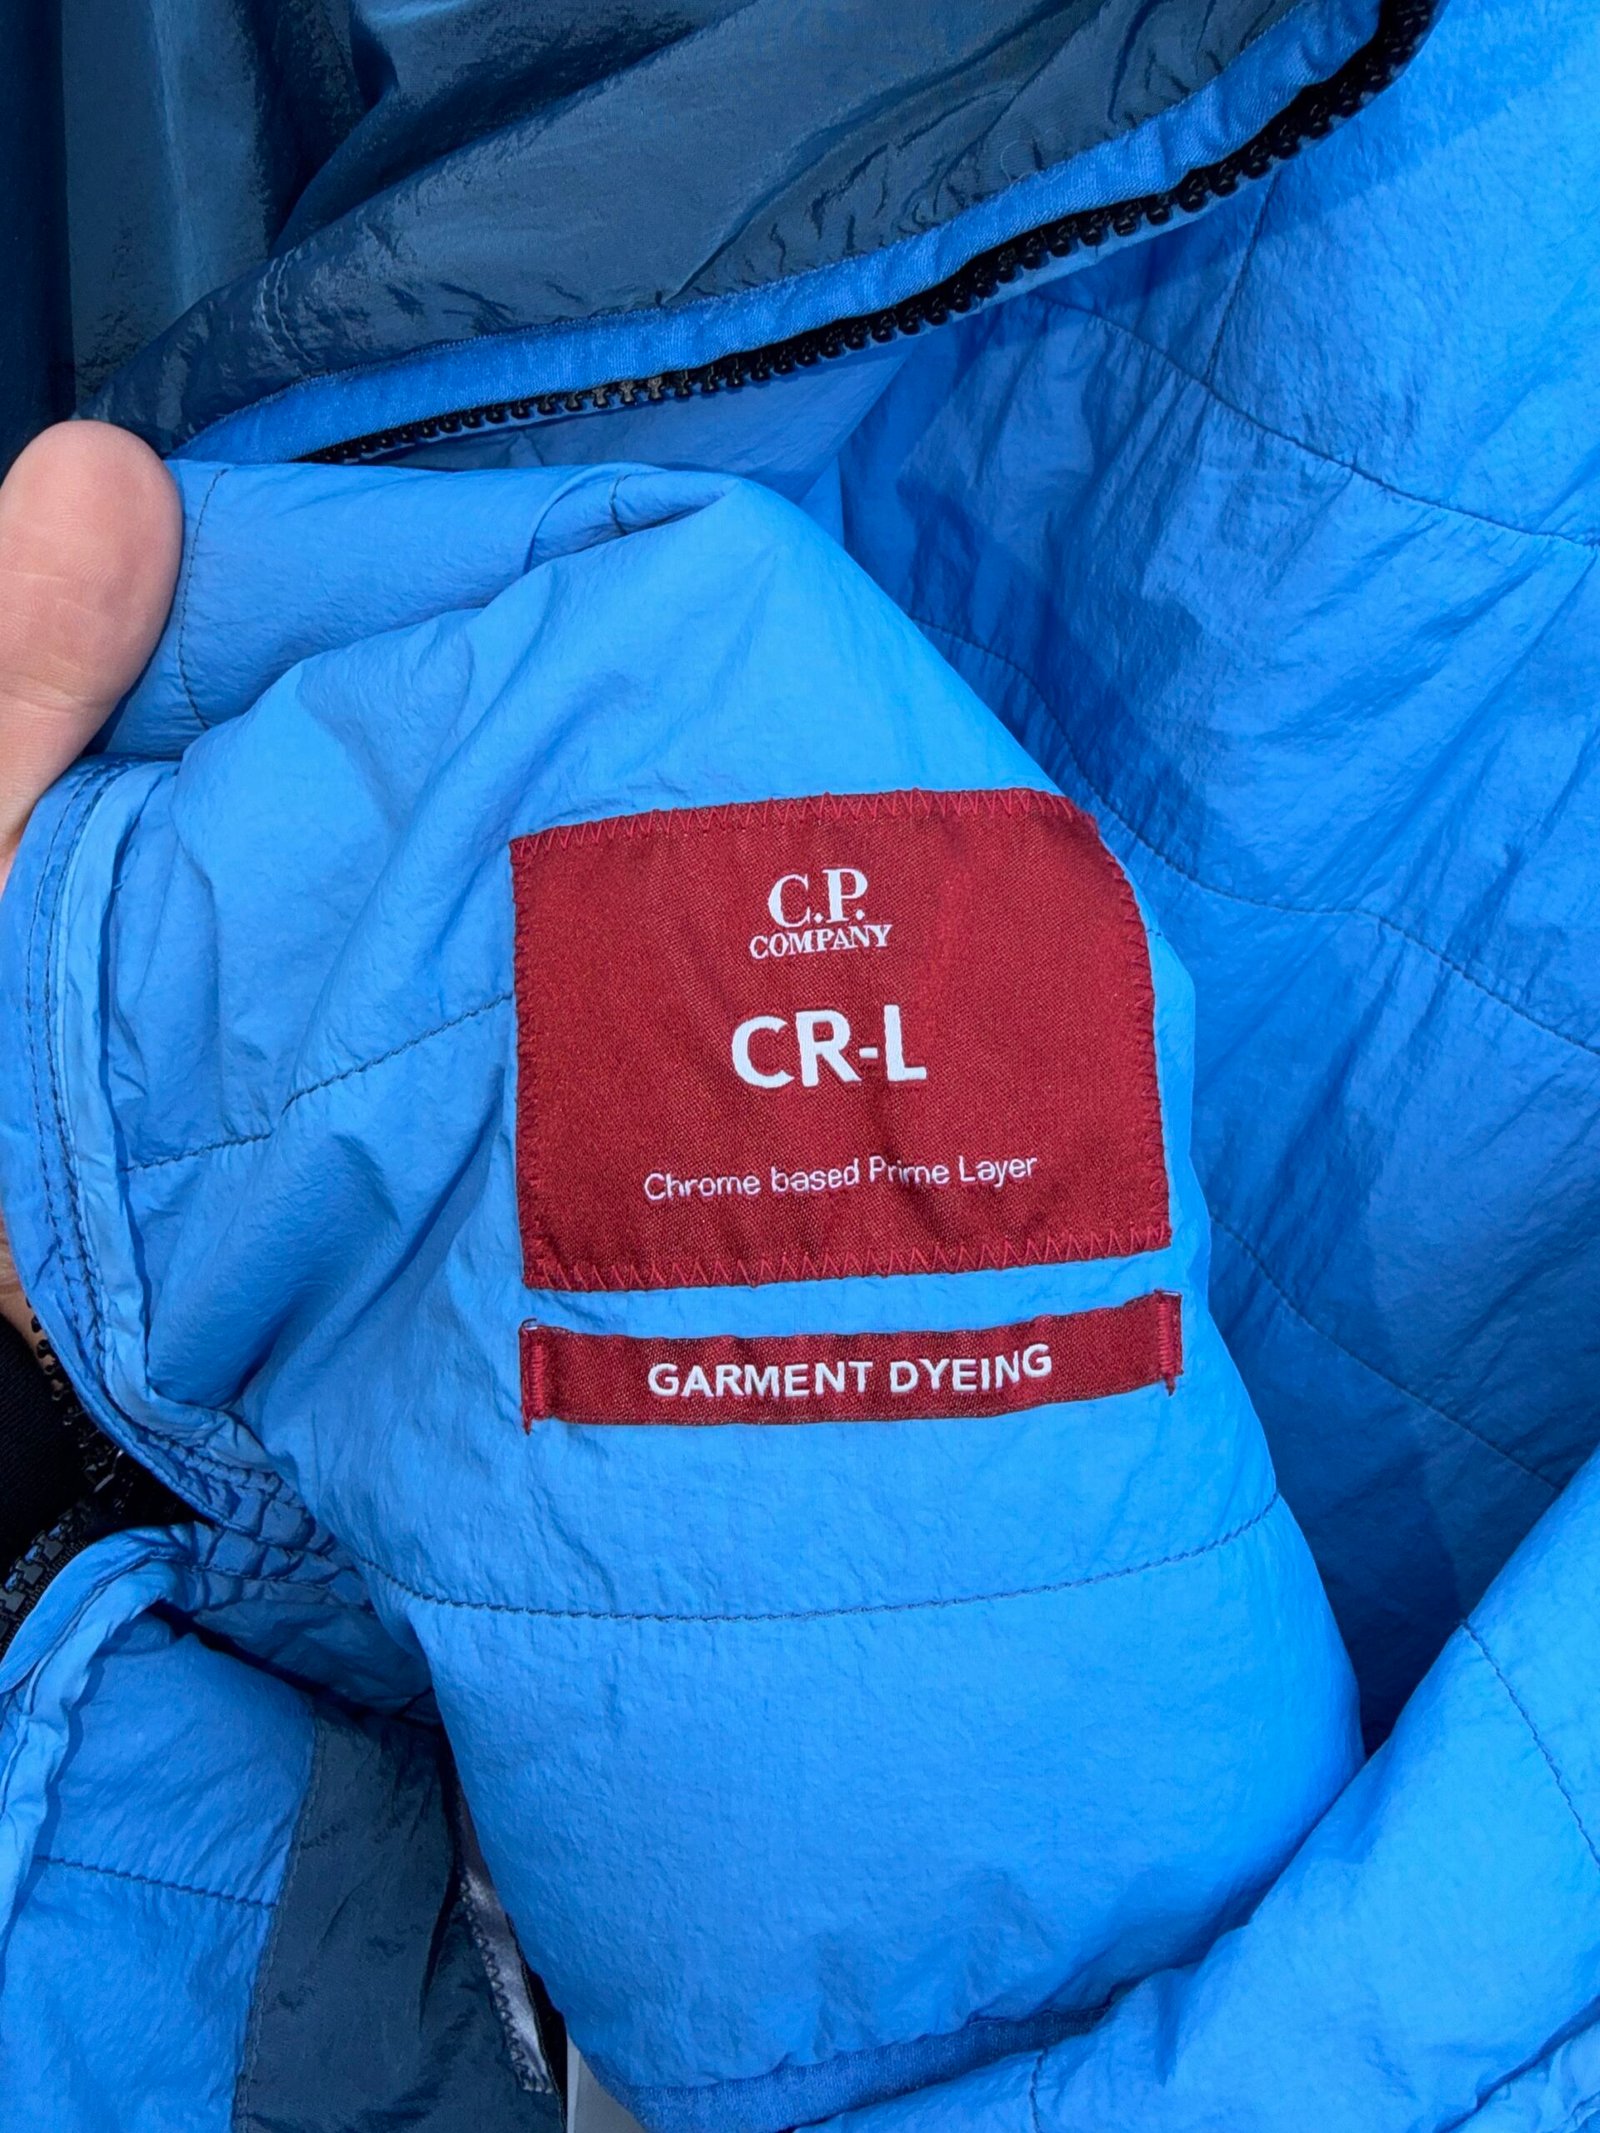 C.P.
COMPANY
CR-L
Chrome based Prime Layer
GARMENT DYEING